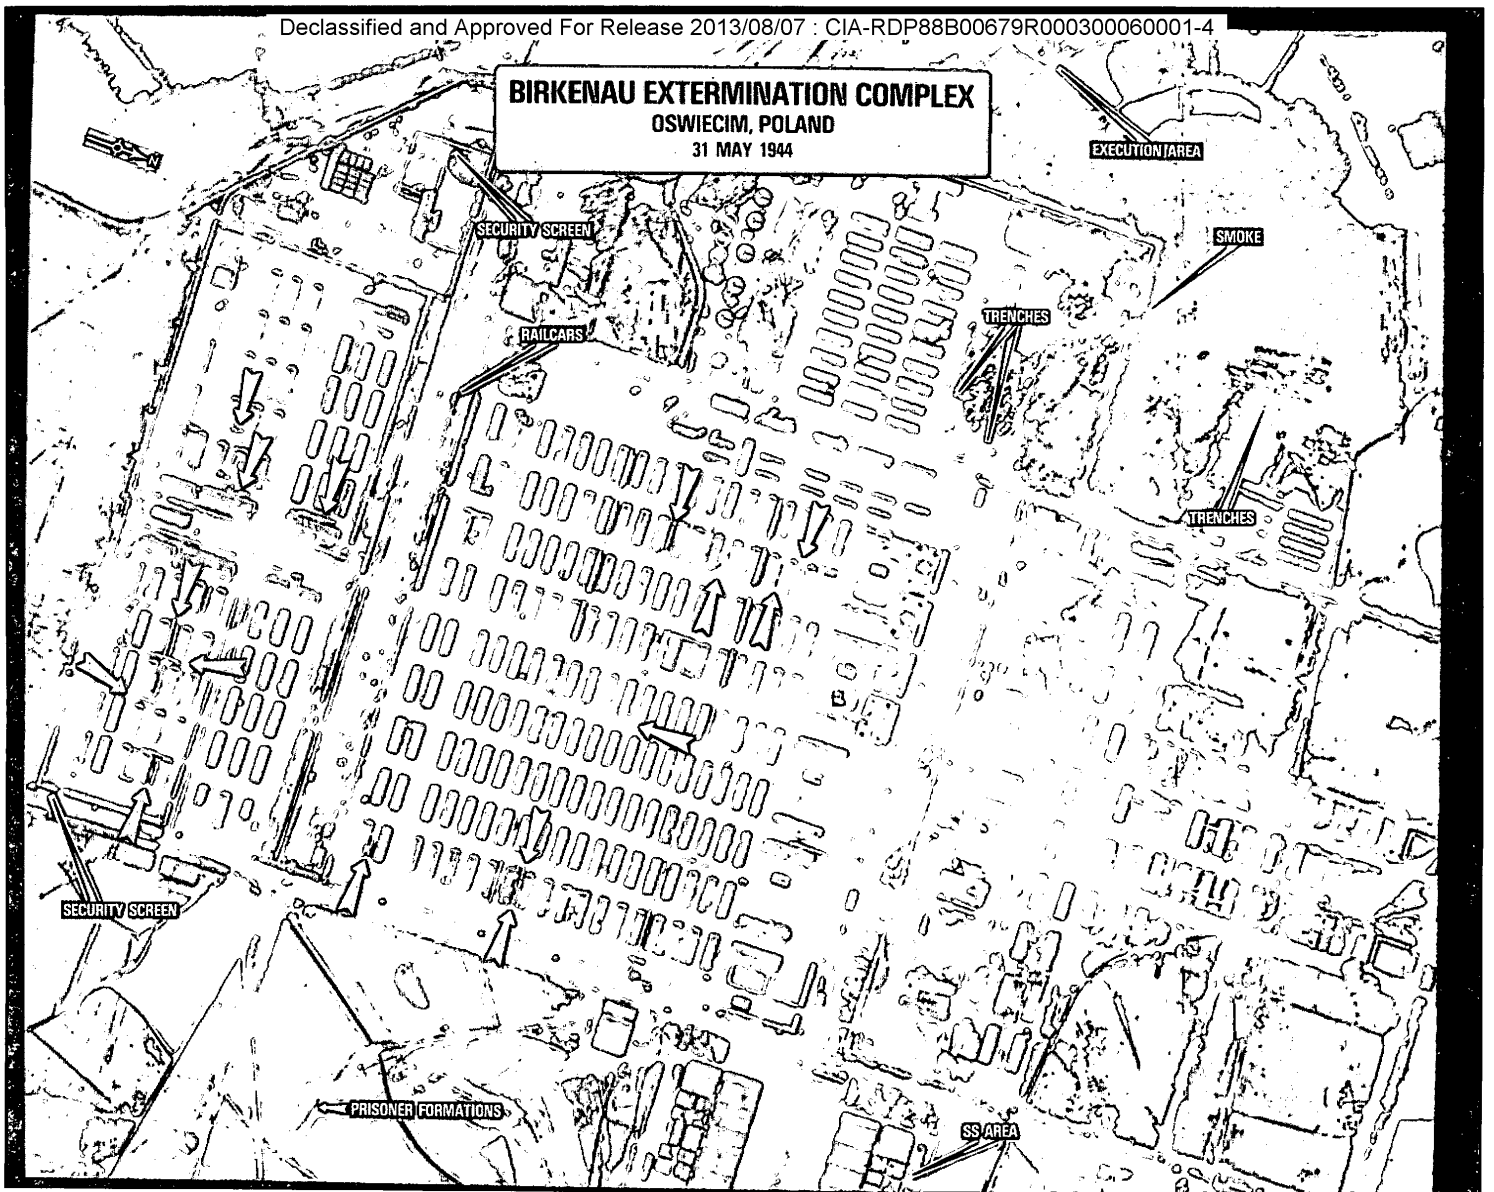 Declassified and Approved For Release 2013/08/07 : CIA-RDP88B00679R000300060001-4
BIRKENAU EXTERMINATION COMPLEX
OSWIECIM, POLAND
31 MAY 1944
EXECUTION AREA
N
SECURITY SCREEN
SMOKE
TRENCHES
RAILCARS
TRENCHES
SECURITY SCREEN
PRISONER FORMATIONS
SS AREA